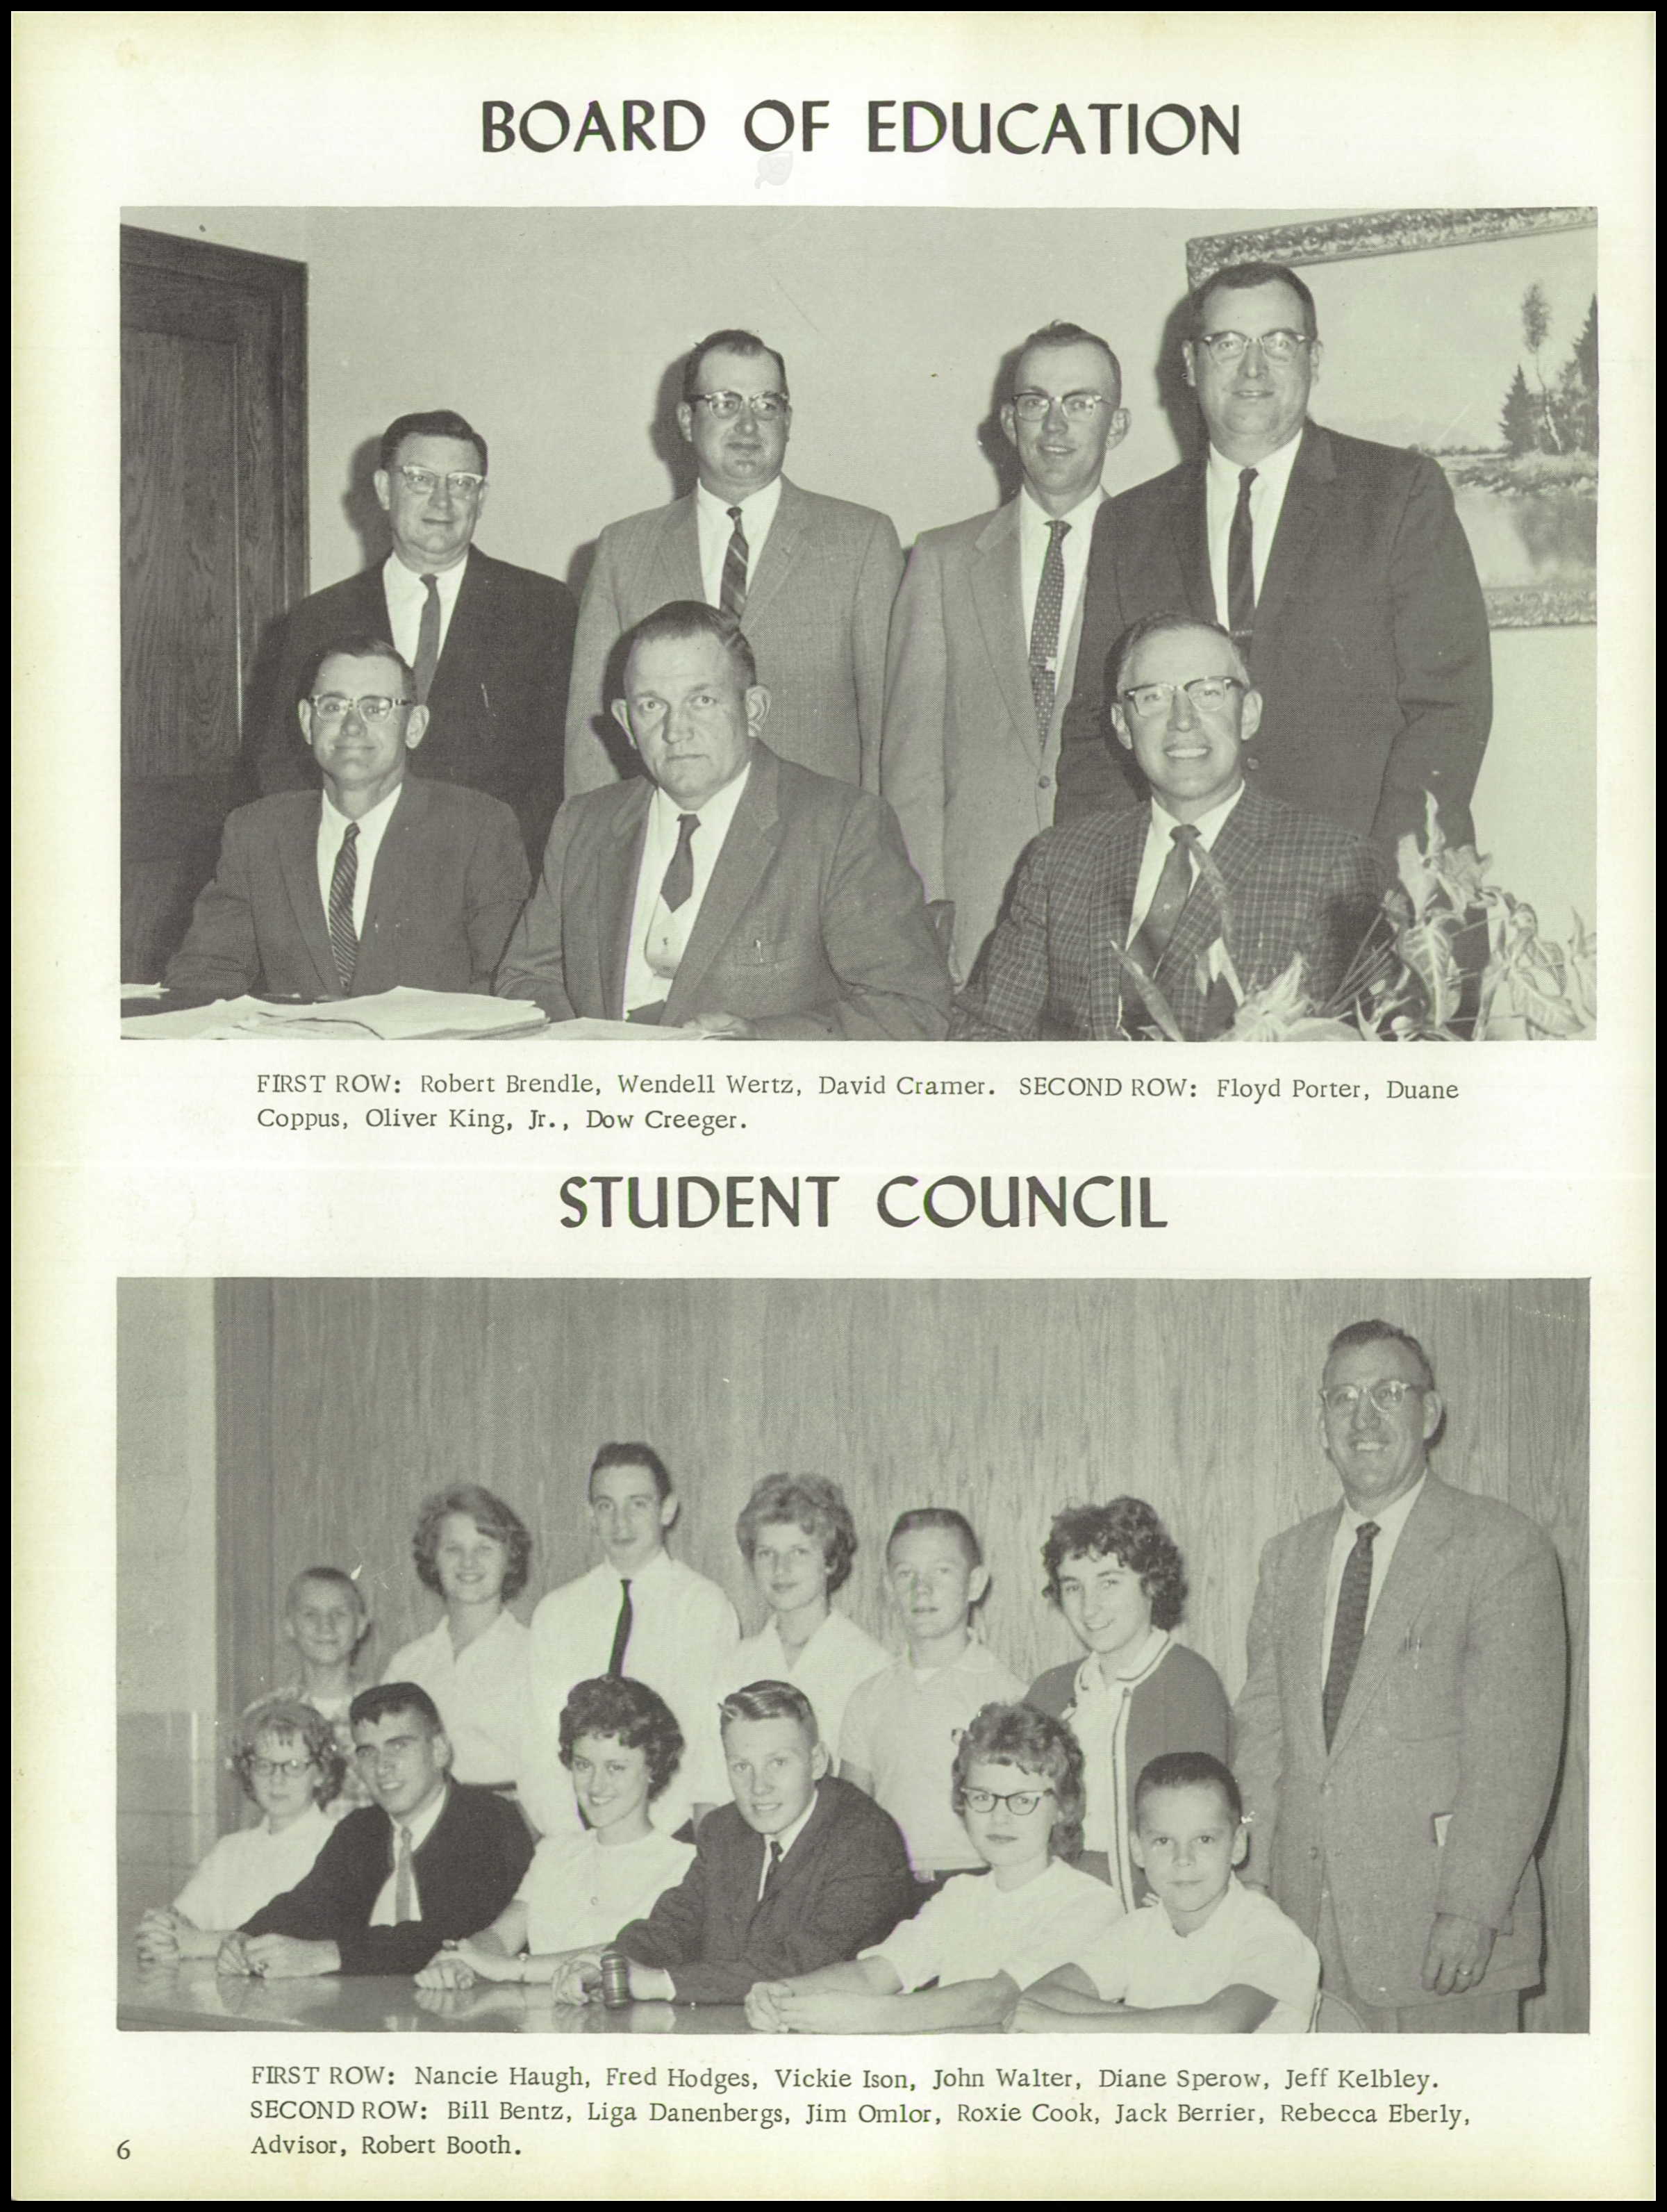 BOARD OF EDUCATION
FIRST ROW: Robert Brendle, Wendell Wertz, David Cramer. SECOND ROW: Floyd Porter, Duane
Coppus, Oliver King, Jr., Dow Creeger.
STUDENT COUNCIL
FIRST ROW: Nancie Haugh, Fred Hodges, Vickie Ison, John Walter, Diane Sperow, Jeff Kelbley.
SECOND ROW: Bill Bentz, Liga Danenbergs, Jim Omlor, Roxie Cook, Jack Berrier, Rebecca Eberly,
Advisor, Robert Booth.
6